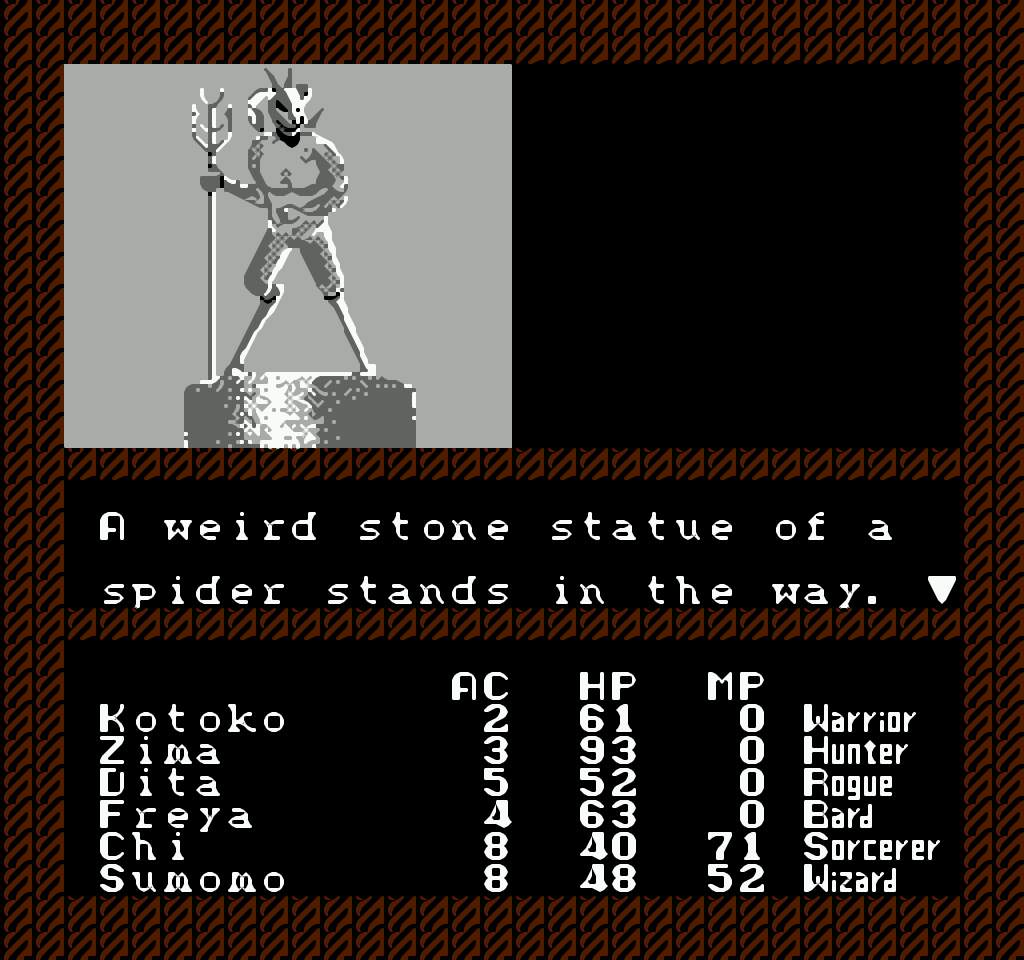 A weird stone statue of a
spider stands in the way. ▼
AC HP MP
Kotoko 2 61 0 Warrior
Zima 3 93 0 Hunter
Dita 5 52 0 Rogue
Freya 4 63 0 Bard
Chi 8 40 71 Sorcerer
Sumomo 8 48 52 Wizard